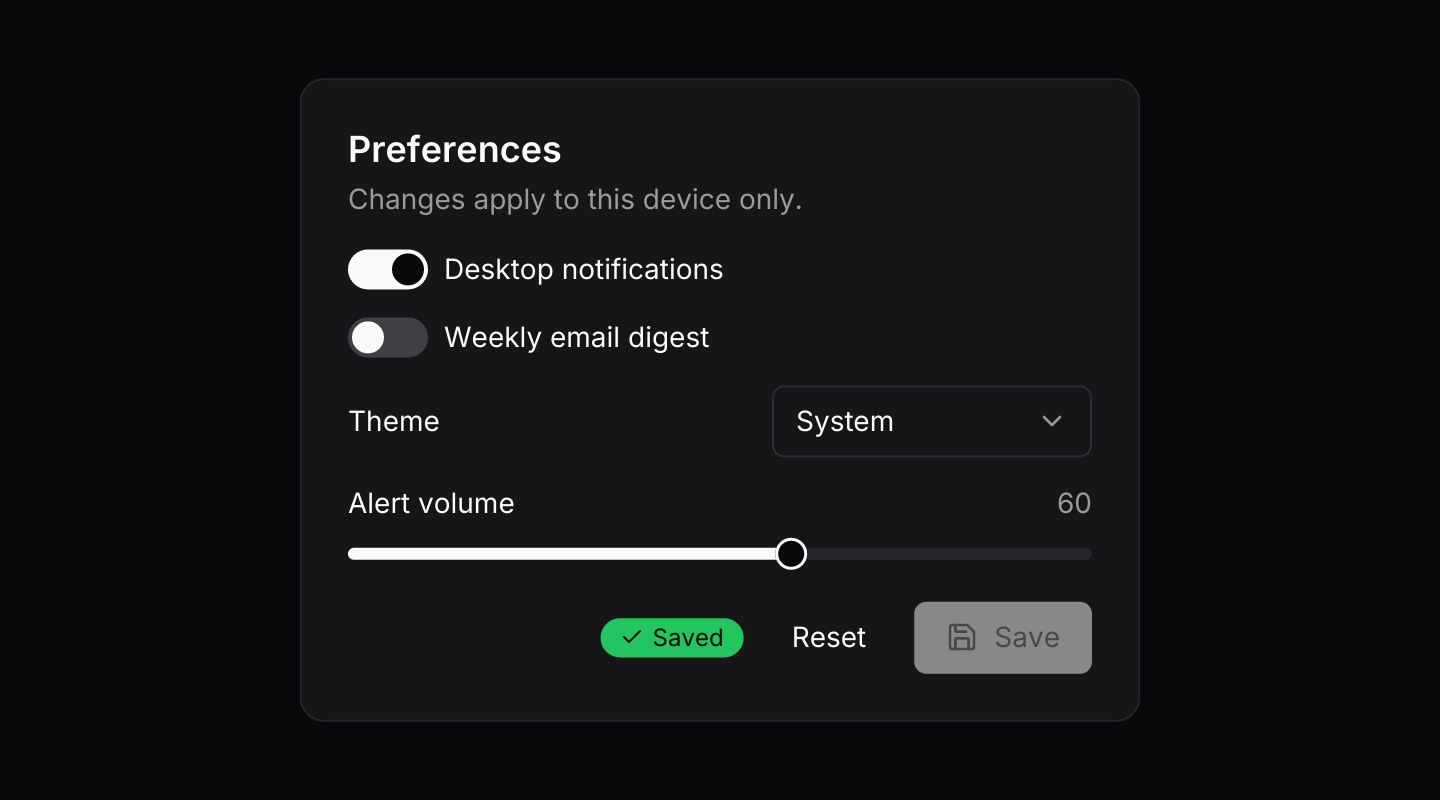 Preferences
Changes apply to this device only.
Desktop notifications
Weekly email digest
Theme
System
Alert volume
60
Saved
Reset
Save